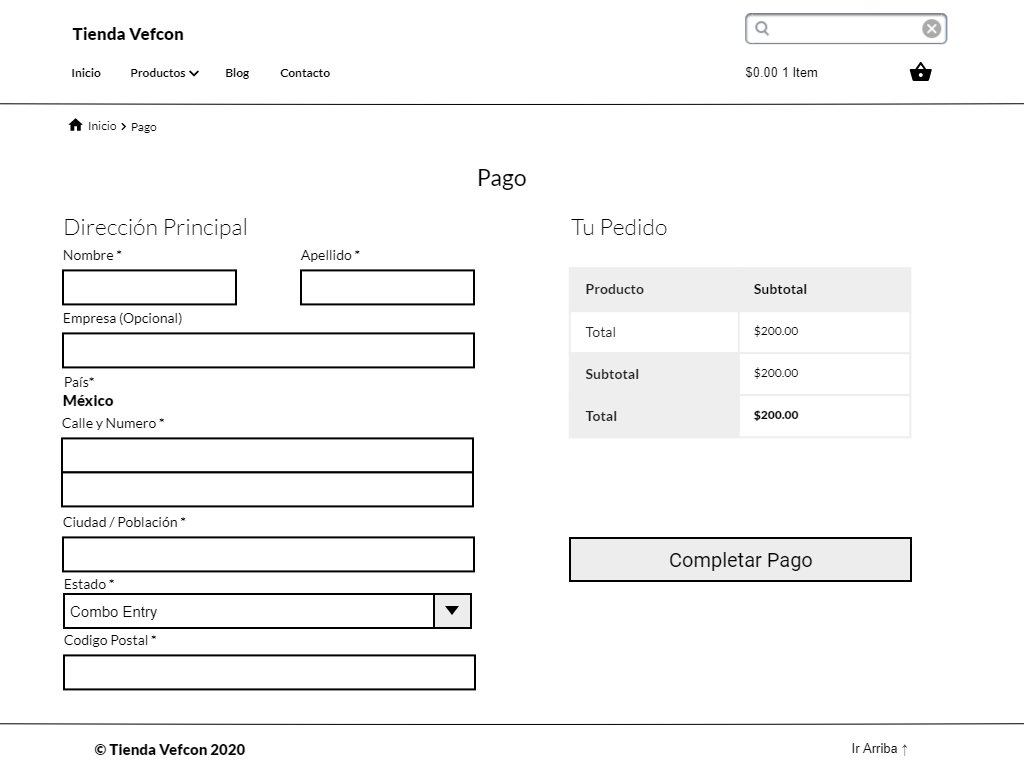 Tienda Vefcon
Inicio Productos Blog Contacto
$0.00 1 Item
Inicio Pago
Pago
Dirección Principal
Nombre * Apellido *
Empresa (Opcional)
País*
México
Calle y Numero *
Ciudad / Población *
Estado *
Combo Entry
Codigo Postal *
Tu Pedido
Producto Subtotal
Total $200.00
Subtotal $200.00
Total $200.00
Completar Pago
© Tienda Vefcon 2020
Ir Arriba ↑